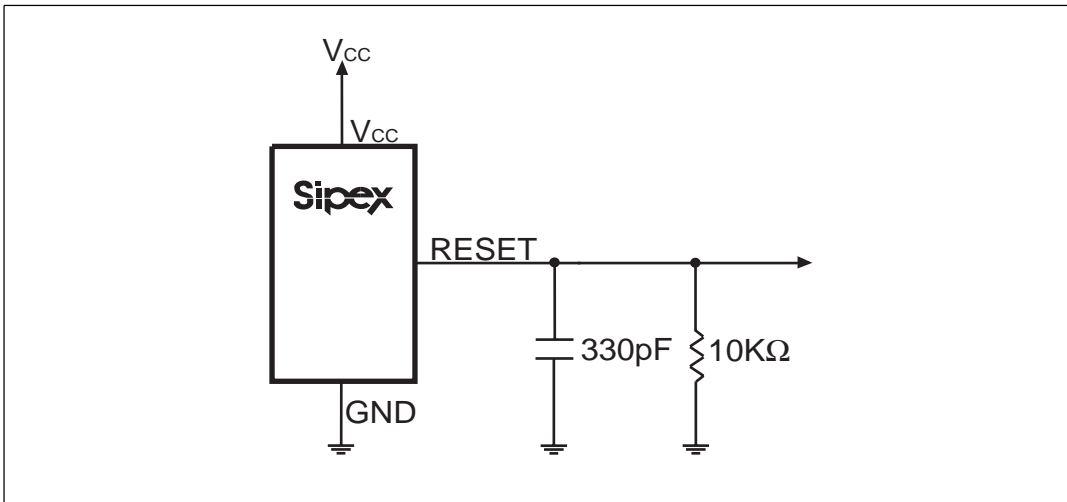 VCC
VCC
Sipex
RESET
330pF
10KΩ
GND